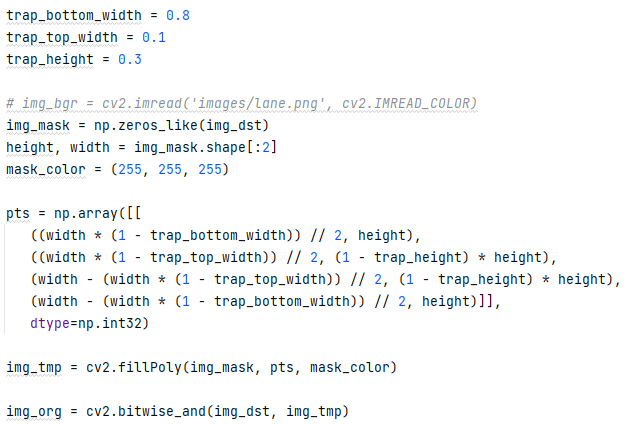 trap_bottom_width = 0.8
trap_top_width = 0.1
trap_height = 0.3
# img_bgr = cv2.imread('images/lane.png', cv2.IMREAD_COLOR)
img_mask = np.zeros_like(img_dst)
height, width = img_mask.shape[:2]
mask_color = (255, 255, 255)
pts = np.array([[
    ((width * (1 - trap_bottom_width)) // 2, height),
    ((width * (1 - trap_top_width)) // 2, (1 - trap_height) * height),
    (width - (width * (1 - trap_top_width)) // 2, (1 - trap_height) * height),
    (width - (width * (1 - trap_bottom_width)) // 2, height)]],
    dtype=np.int32)
img_tmp = cv2.fillPoly(img_mask, pts, mask_color)
img_org = cv2.bitwise_and(img_dst, img_tmp)